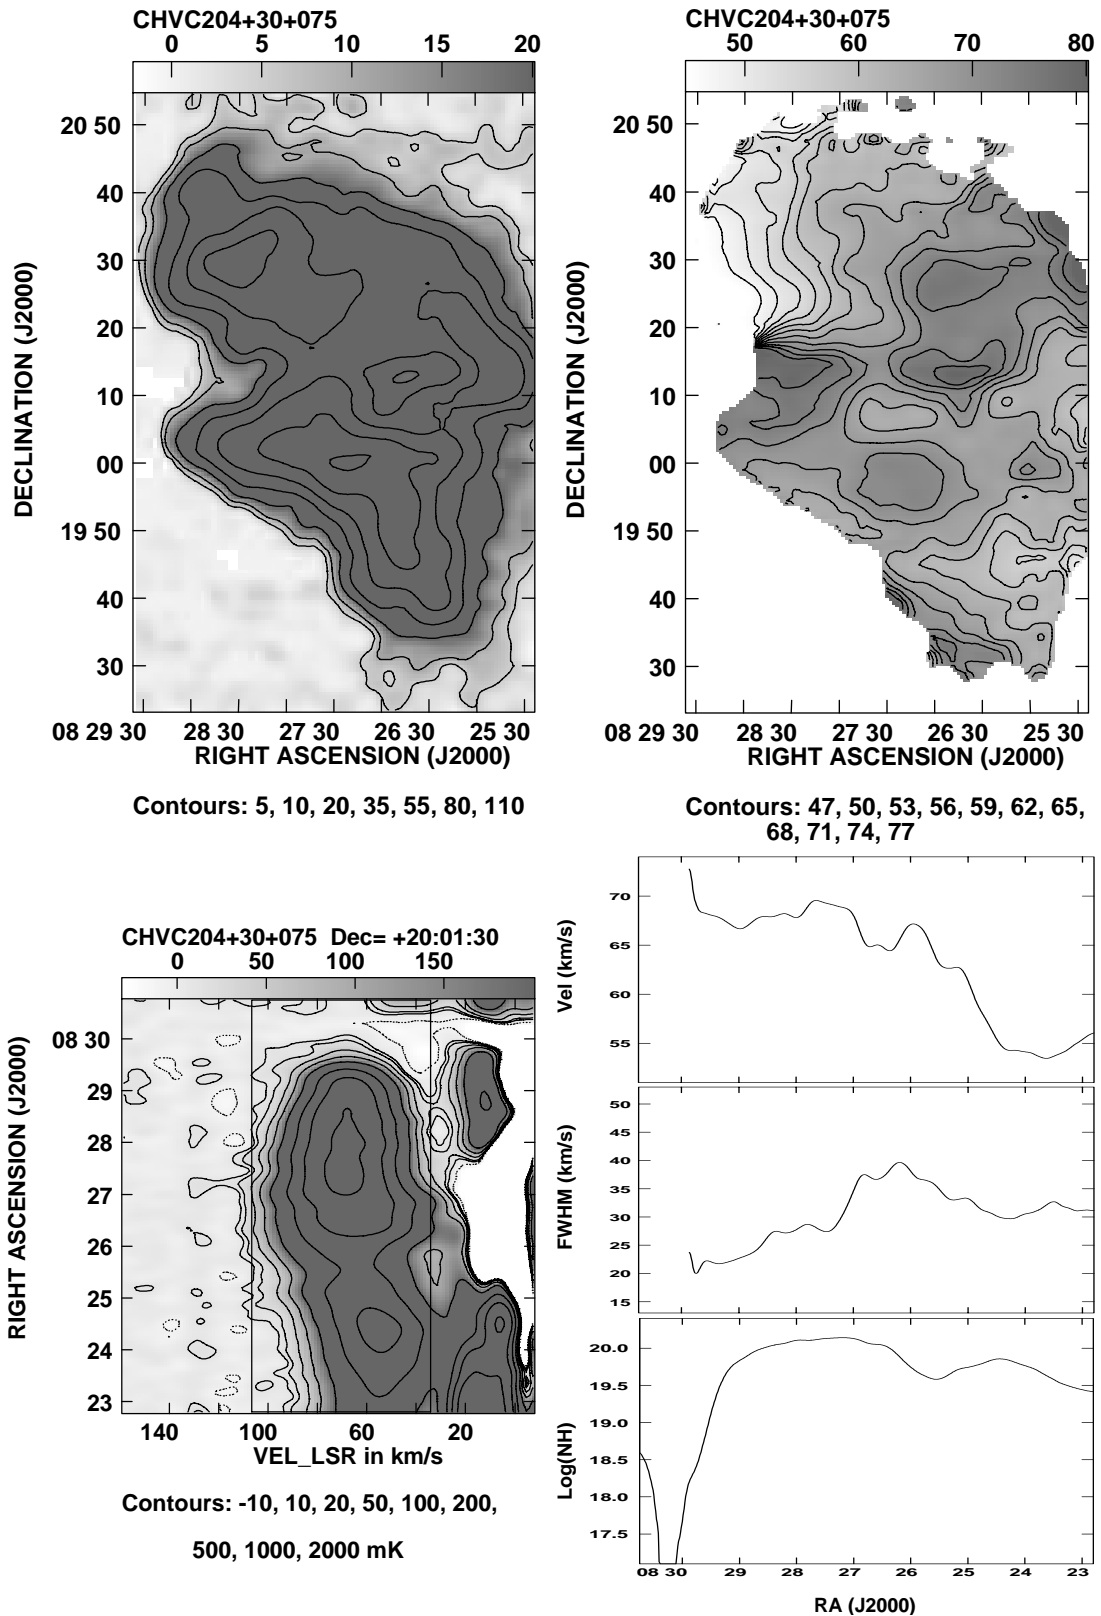 CHVC204+30+075
0 5 10 15 20
20 50
40
30
20
10
00
19 50
40
30
DECLINATION (J2000)
08 29 30 28 30 27 30 26 30 25 30
RIGHT ASCENSION (J2000)
Contours: 5, 10, 20, 35, 55, 80, 110
CHVC204+30+075
50 60 70 80
20 50
40
30
20
10
00
19 50
40
30
DECLINATION (J2000)
08 29 30 28 30 27 30 26 30 25 30
RIGHT ASCENSION (J2000)
Contours: 47, 50, 53, 56, 59, 62, 65,
68, 71, 74, 77
CHVC204+30+075 Dec= +20:01:30
0 50 100 150
08 30
29
28
27
26
25
24
23
RIGHT ASCENSION (J2000)
140 100 60 20
VEL_LSR in km/s
Contours: -10, 10, 20, 50, 100, 200,
500, 1000, 2000 mK
70
65
60
55
Vel (km/s)
50
45
40
35
30
25
20
15
FWHM (km/s)
20.0
19.5
19.0
18.5
18.0
17.5
Log(NH)
08 30 29 28 27 26 25 24 23
RA (J2000)